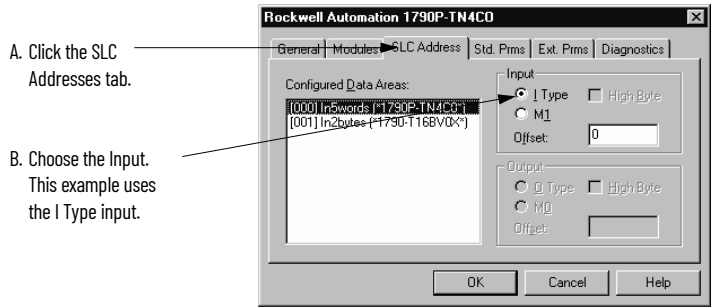 Rockwell Automation 1790P-TN4C0
A. Click the SLC
Addresses tab.
General Modules SLC Address Std. Prms Ext. Prms Diagnostics
Configured Data Areas:
[000] In5words (*1790P-TN4C0*)
[001] In2bytes (*1790-T16BV0X*)
Input
I Type High Byte
M1
Offset: 0
B. Choose the Input.
This example uses
the I Type input.
Output
O Type High Byte
M0
Offset:
OK Cancel Help